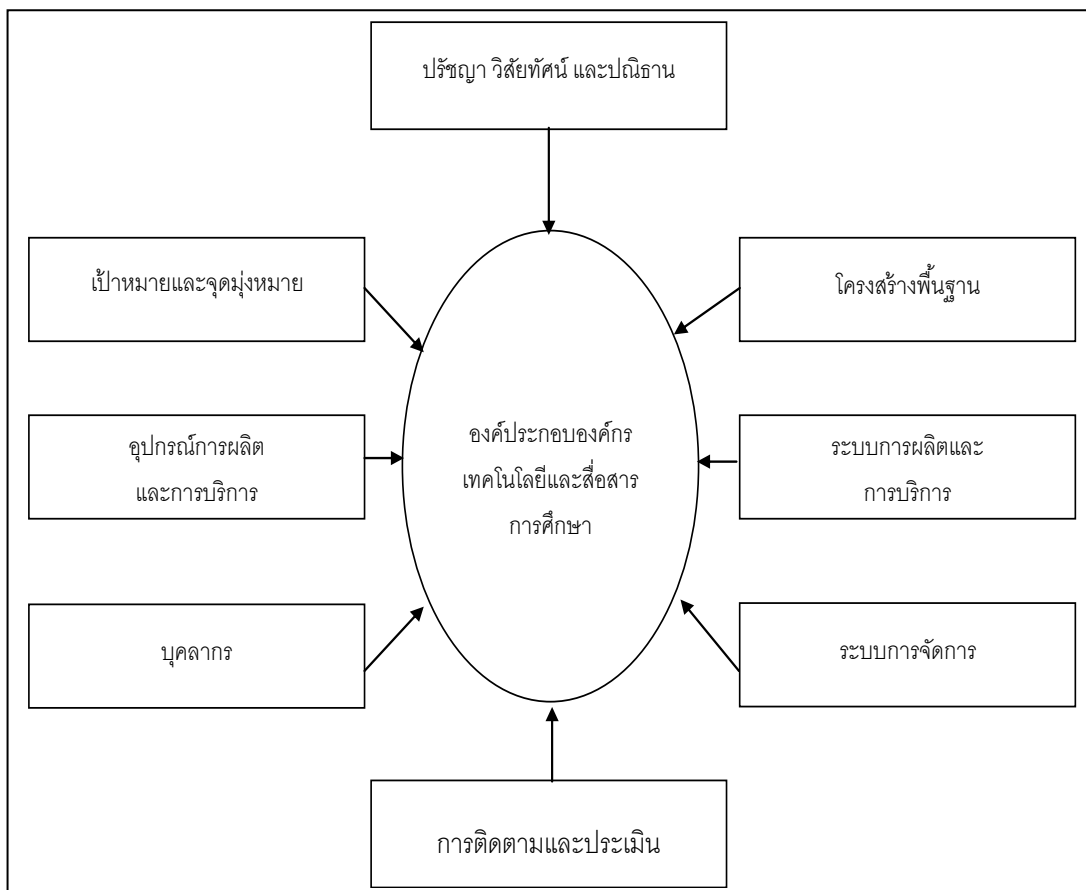 ปรัชญา วิสัยทัศน์ และปณิธาน
เป้าหมายและจุดมุ่งหมาย
โครงสร้างพื้นฐาน
อุปกรณ์การผลิต
และการบริการ
องค์ประกอบองค์กร
เทคโนโลยีและสื่อสาร
การศึกษา
ระบบการผลิตและ
การบริการ
บุคลากร
ระบบการจัดการ
การติดตามและประเมิน